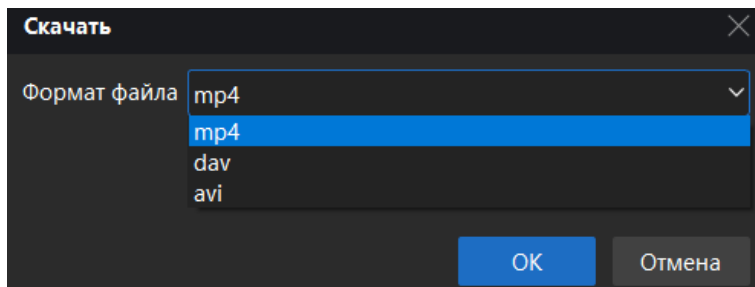 Скачать
Формат файла mp4
mp4
dav
avi
OK Отмена